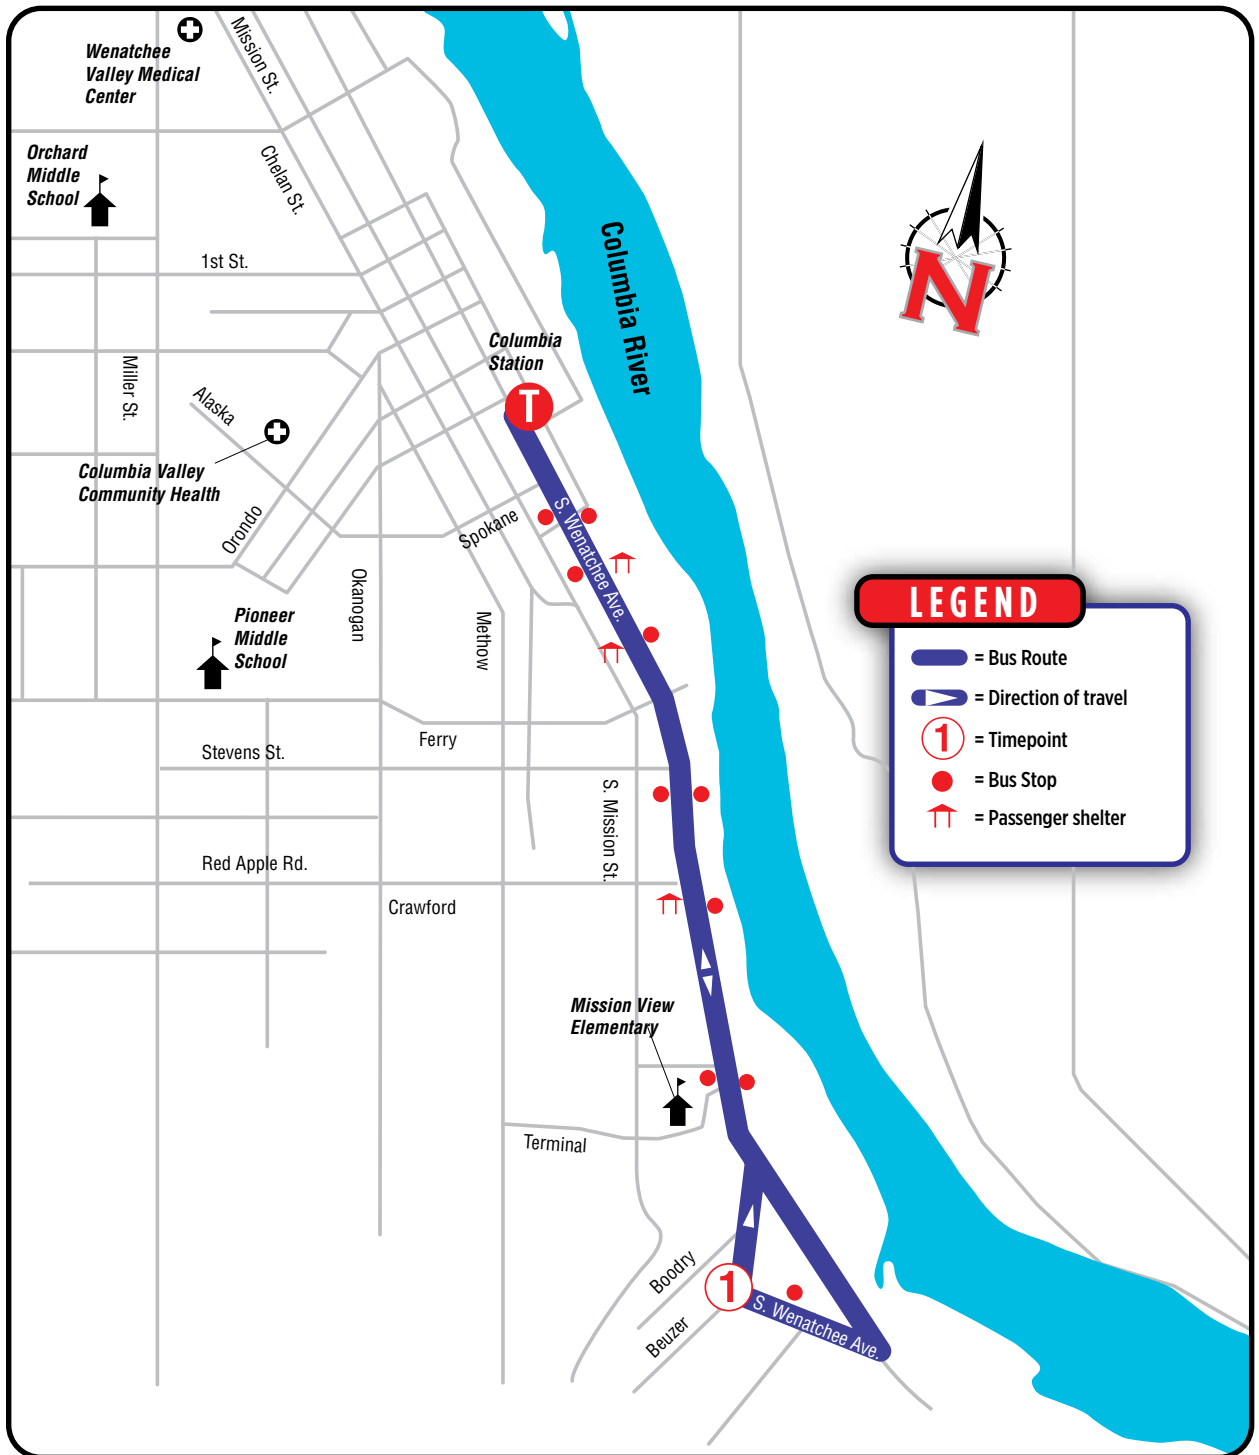 Wenatchee
Valley Medical
Center
Mission St.
Orchard
Middle
School
Chelan St.
1st St.
Columbia River
N
Columbia
Station
T
Miller St.
Alaska
Columbia Valley
Community Health
Orondo
Spokane
S. Wenatchee Ave.
Okanogan
Methow
Pioneer
Middle
School
LEGEND
= Bus Route
= Direction of travel
1 = Timepoint
= Bus Stop
= Passenger shelter
Ferry
Stevens St.
S. Mission St.
Red Apple Rd.
Crawford
Mission View
Elementary
Terminal
Boodry
1
S. Wenatchee Ave.
Beuzer